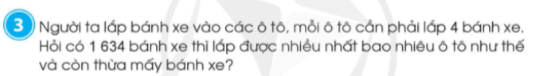 3 Người ta lắp bánh xe vào các ô tô, mỗi ô tô cần phải lắp 4 bánh xe.
Hỏi có 1 634 bánh xe thì lắp được nhiều nhất bao nhiêu ô tô như thế
và còn thừa mấy bánh xe?